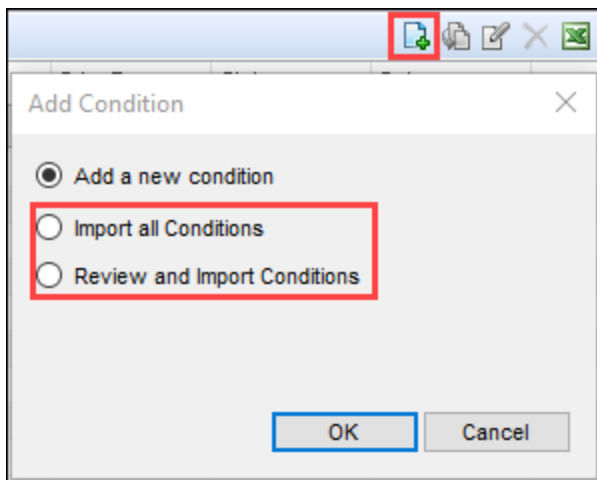 Add Condition
Add a new condition
Import all Conditions
Review and Import Conditions
OK Cancel